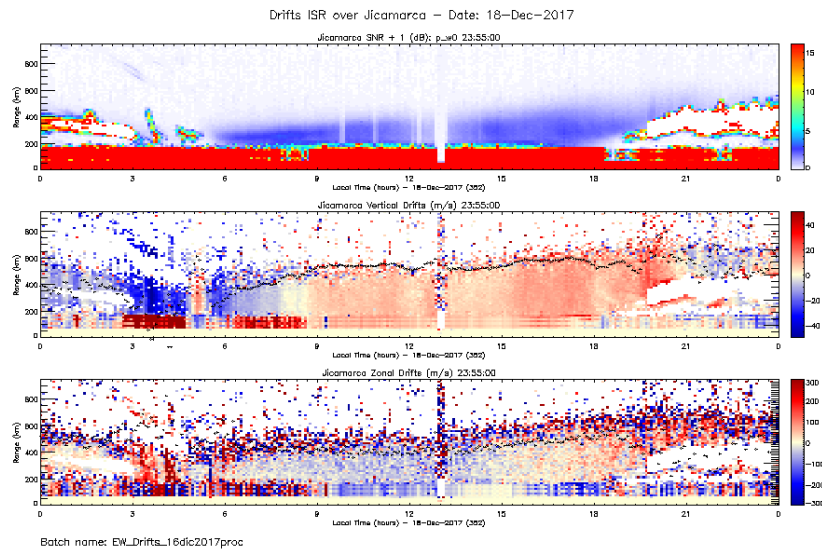 Drifts ISR over Jicamarca - Date: 18-Dec-2017
Jicamarca SNR + 1 (dB): p_w0 23:55:00
Range (km)
800
600
400
200
0
0 3 6 9 12 15 18 21 0
Local Time (hours) - 18-Dec-2017 (352)
15
10
5
0
Jicamarca Vertical Drifts (m/s) 23:55:00
Range (km)
800
600
400
200
0
0 3 6 9 12 15 18 21 0
Local Time (hours) - 18-Dec-2017 (352)
40
20
0
-20
-40
Jicamarca Zonal Drifts (m/s) 23:55:00
Range (km)
800
600
400
200
0
0 3 6 9 12 15 18 21 0
Local Time (hours) - 18-Dec-2017 (352)
300
200
100
0
-100
-200
-300
Batch name: EW_Drifts_16dic2017proc